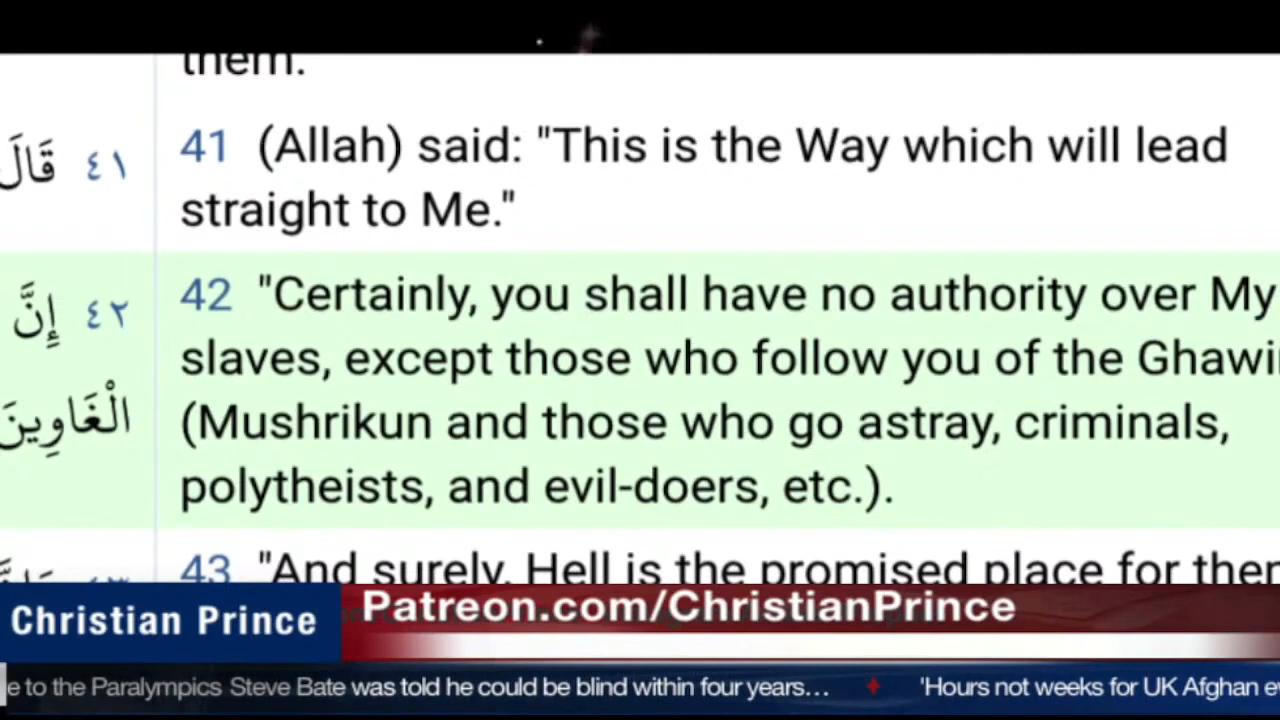 them.
٤١ قَالَ
41 (Allah) said: "This is the Way which will lead
straight to Me."
٤٢ إِنَّ
42 "Certainly, you shall have no authority over My
slaves, except those who follow you of the
الْغَاوِينَ
(Mushrikun and those who go astray, criminals,
polytheists, and evil-doers, etc.).
43 "And surely, Hell is the promised place for
Christian Prince
Patreon.com/ChristianPrince
to the Paralympics Steve Bate was told he could be blind within four years... 'Hours not weeks for UK Afghan